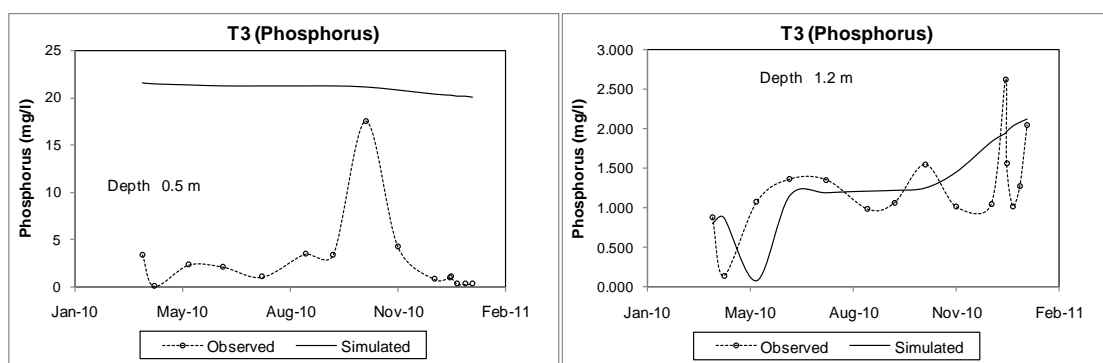 T3 (Phosphorus)
25
20
15
10
5
0
Phosphorus (mg/l)
Depth 0.5 m
Jan-10 May-10 Aug-10 Nov-10 Feb-11
Observed Simulated
T3 (Phosphorus)
3.000
2.500
2.000
1.500
1.000
0.500
0.000
Phosphorus (mg/l)
Depth 1.2 m
Jan-10 May-10 Aug-10 Nov-10 Feb-11
Observed Simulated